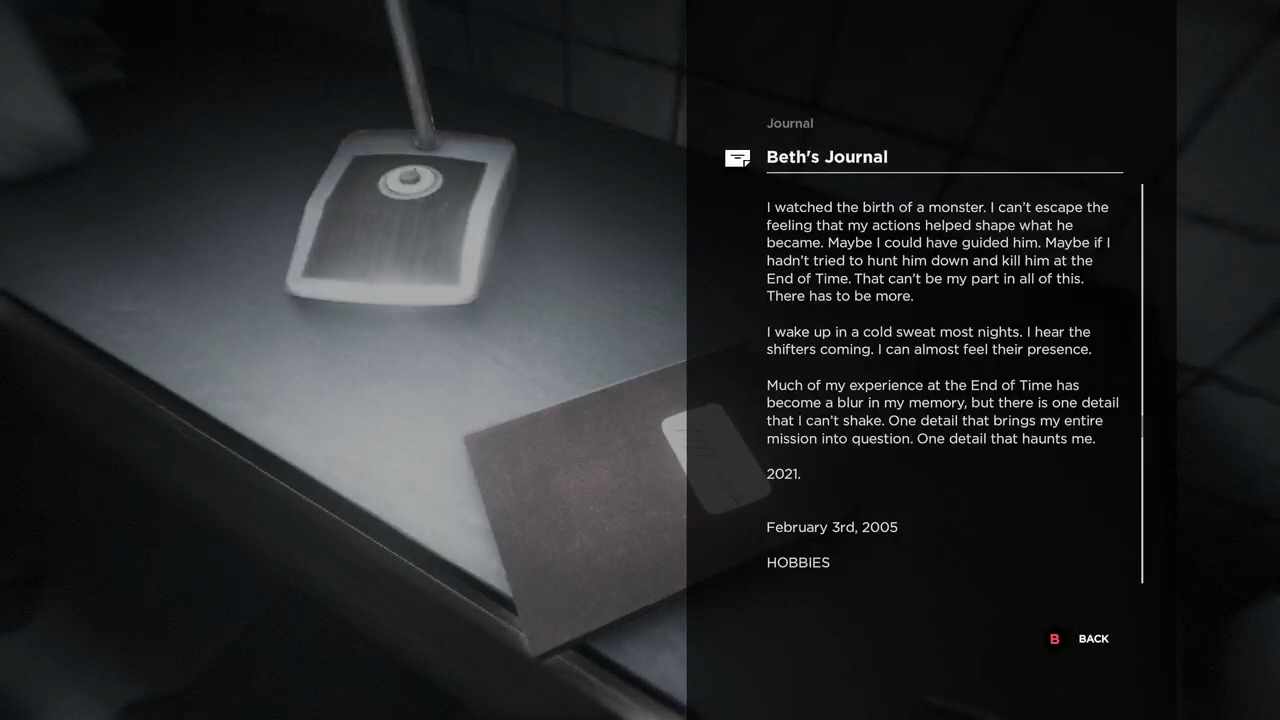 Journal
Beth's Journal
I watched the birth of a monster. I can't escape the
feeling that my actions helped shape what he
became. Maybe I could have guided him. Maybe if I
hadn't tried to hunt him down and kill him at the
End of Time. That can't be my part in all of this.
There has to be more.
I wake up in a cold sweat most nights. I hear the
shifters coming. I can almost feel their presence.
Much of my experience at the End of Time has
become a blur in my memory, but there is one detail
that I can't shake. One detail that brings my entire
mission into question. One detail that haunts me.
2021.
February 3rd, 2005
HOBBIES
B BACK